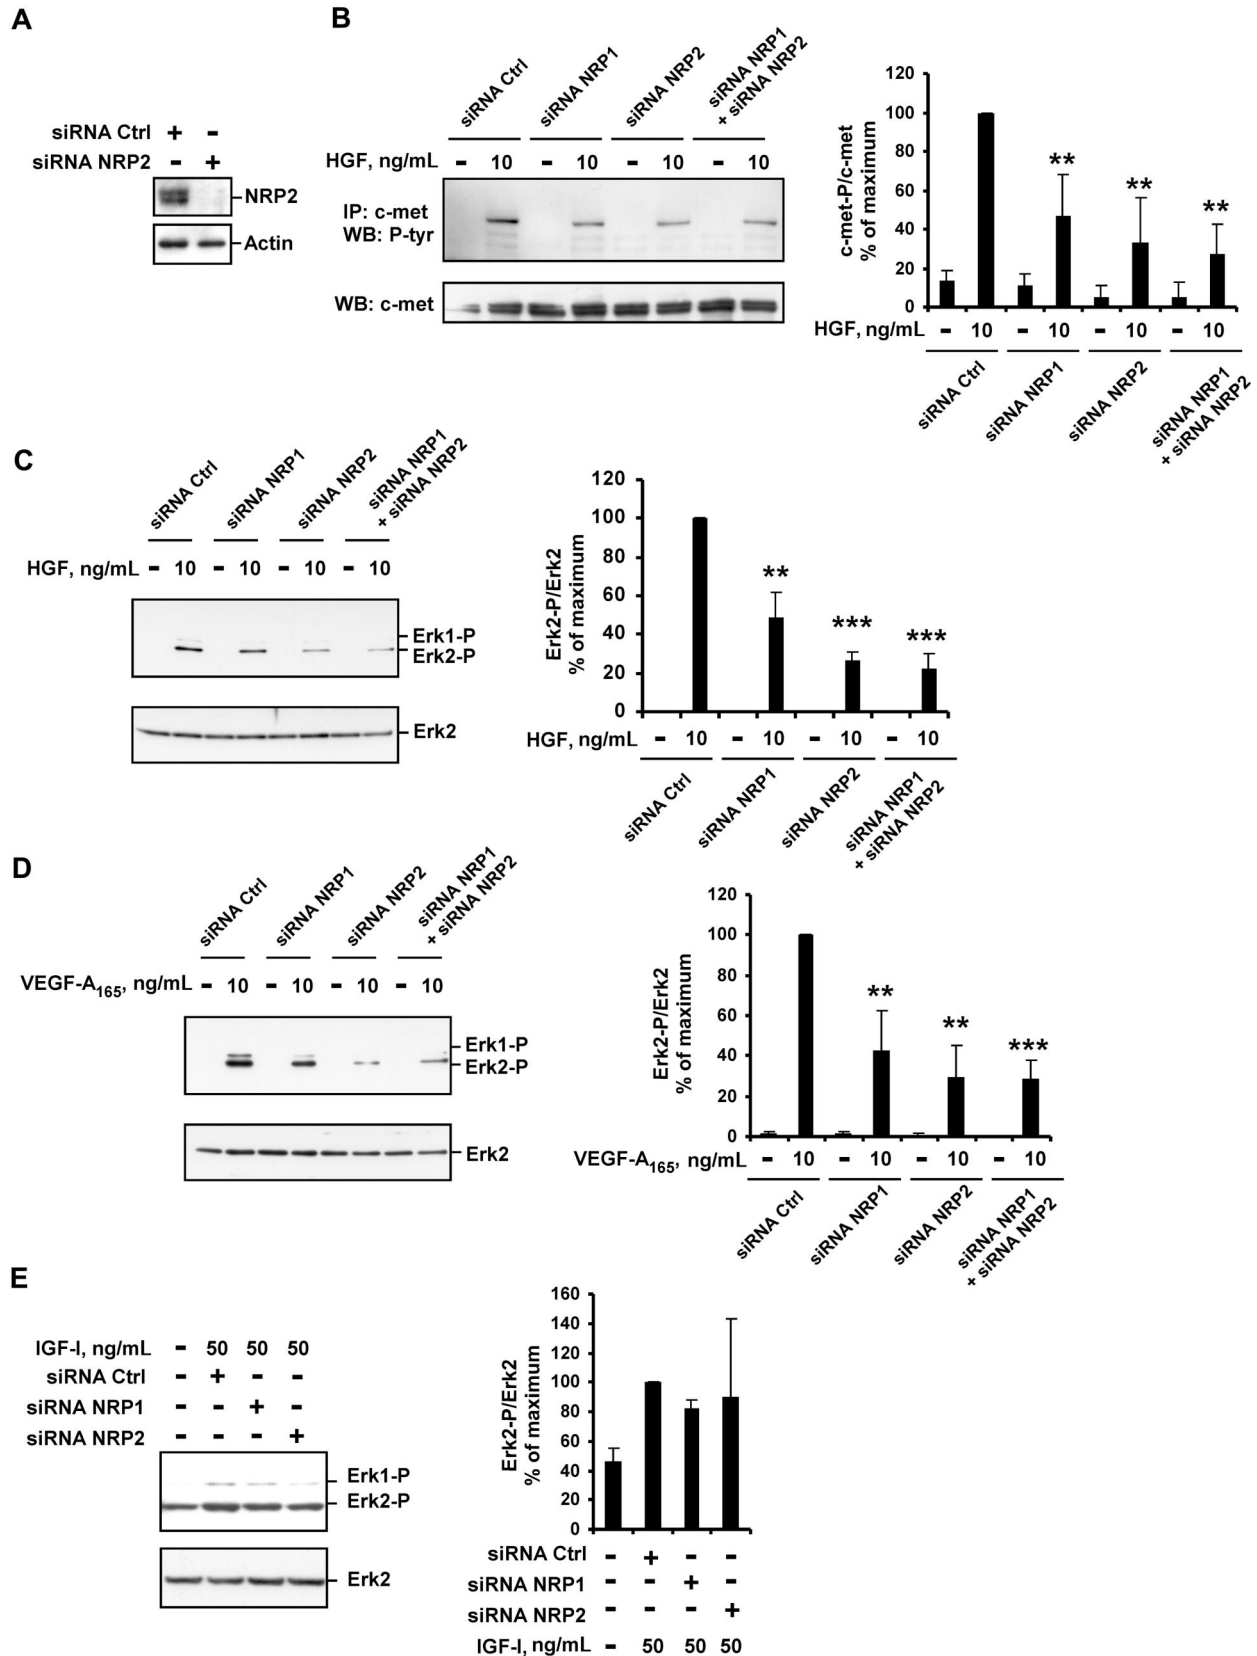 A
siRNA Ctrl + -
siRNA NRP2 - +
NRP2
Actin
B
siRNA Ctrl
siRNA NRP1
siRNA NRP2
siRNA NRP1
+ siRNA NRP2
HGF, ng/mL - 10 - 10 - 10 - 10
IP: c-met
WB: P-tyr
WB: c-met
c-met-P/c-met
% of maximum
120
100
80
60
40
20
0
**
**
**
HGF, ng/mL - 10 - 10 - 10 - 10
siRNA Ctrl
siRNA NRP1
siRNA NRP2
siRNA NRP1
+ siRNA NRP2
C
siRNA Ctrl
siRNA NRP1
siRNA NRP2
siRNA NRP1
+ siRNA NRP2
HGF, ng/mL - 10 - 10 - 10 - 10
Erk1-P
Erk2-P
Erk2
Erk2-P/Erk2
% of maximum
120
100
80
60
40
20
0
**
***
***
HGF, ng/mL - 10 - 10 - 10 - 10
siRNA Ctrl
siRNA NRP1
siRNA NRP2
siRNA NRP1
+ siRNA NRP2
D
siRNA Ctrl
siRNA NRP1
siRNA NRP2
siRNA NRP1
+ siRNA NRP2
VEGF-A165, ng/mL - 10 - 10 - 10 - 10
Erk1-P
Erk2-P
Erk2
Erk2-P/Erk2
% of maximum
120
100
80
60
40
20
0
**
**
***
VEGF-A165, ng/mL - 10 - 10 - 10 - 10
siRNA Ctrl
siRNA NRP1
siRNA NRP2
siRNA NRP1
+ siRNA NRP2
E
IGF-I, ng/mL - 50 50 50
siRNA Ctrl - + - -
siRNA NRP1 - - + -
siRNA NRP2 - - - +
Erk1-P
Erk2-P
Erk2
Erk2-P/Erk2
% of maximum
160
140
120
100
80
60
40
20
0
siRNA Ctrl - + - -
siRNA NRP1 - - + -
siRNA NRP2 - - - +
IGF-I, ng/mL - 50 50 50